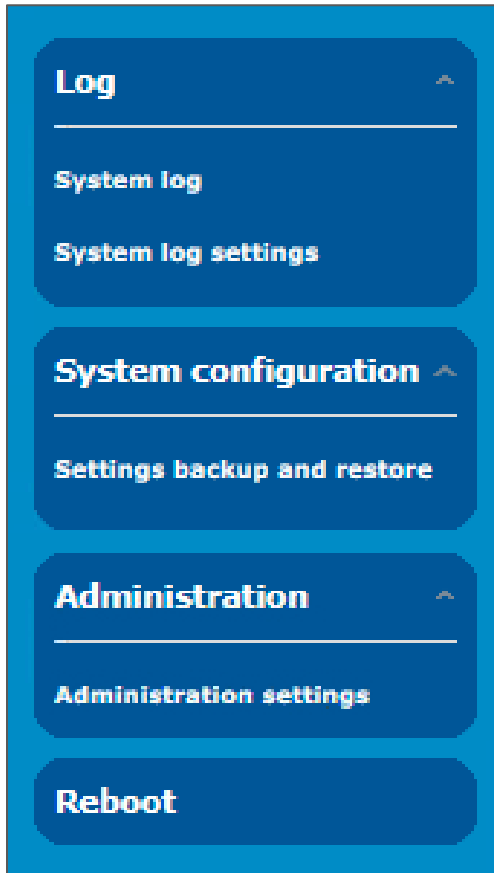 Log
System log
System log settings
System configuration
Settings backup and restore
Administration
Administration settings
Reboot